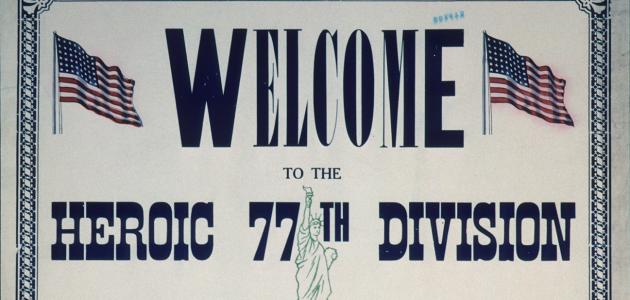 WELCOME
TO THE
HEROIC 77TH DIVISION